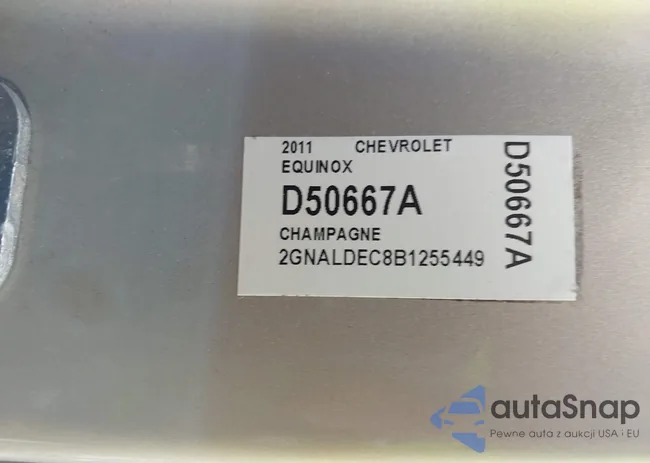 2011 CHEVROLET
EQUINOX
D50667A
CHAMPAGNE
2GNALDEC8B1255449
D50667A
autaSnap
Pewne auta z aukcji USA i EU